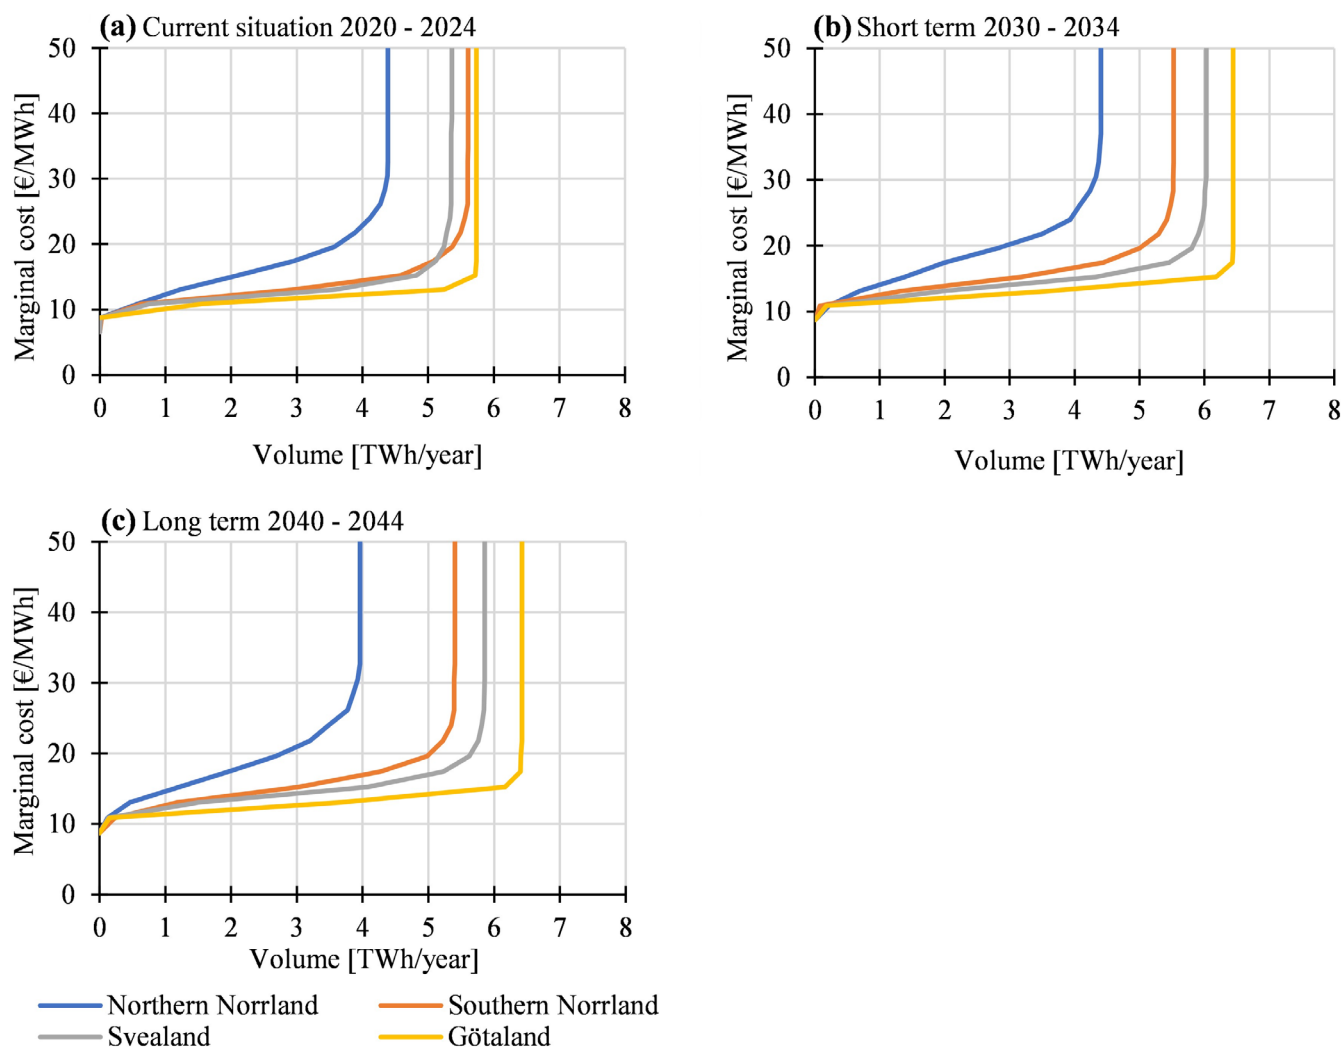 (a) Current situation 2020 - 2024
50
40
30
20
10
0
Marginal cost [€/MWh]
0 1 2 3 4 5 6 7 8
Volume [TWh/year]
(b) Short term 2030 - 2034
50
40
30
20
10
0
Marginal cost [€/MWh]
0 1 2 3 4 5 6 7 8
Volume [TWh/year]
(c) Long term 2040 - 2044
50
40
30
20
10
0
Marginal cost [€/MWh]
0 1 2 3 4 5 6 7 8
Volume [TWh/year]
Northern Norrland Southern Norrland
Svealand Götaland